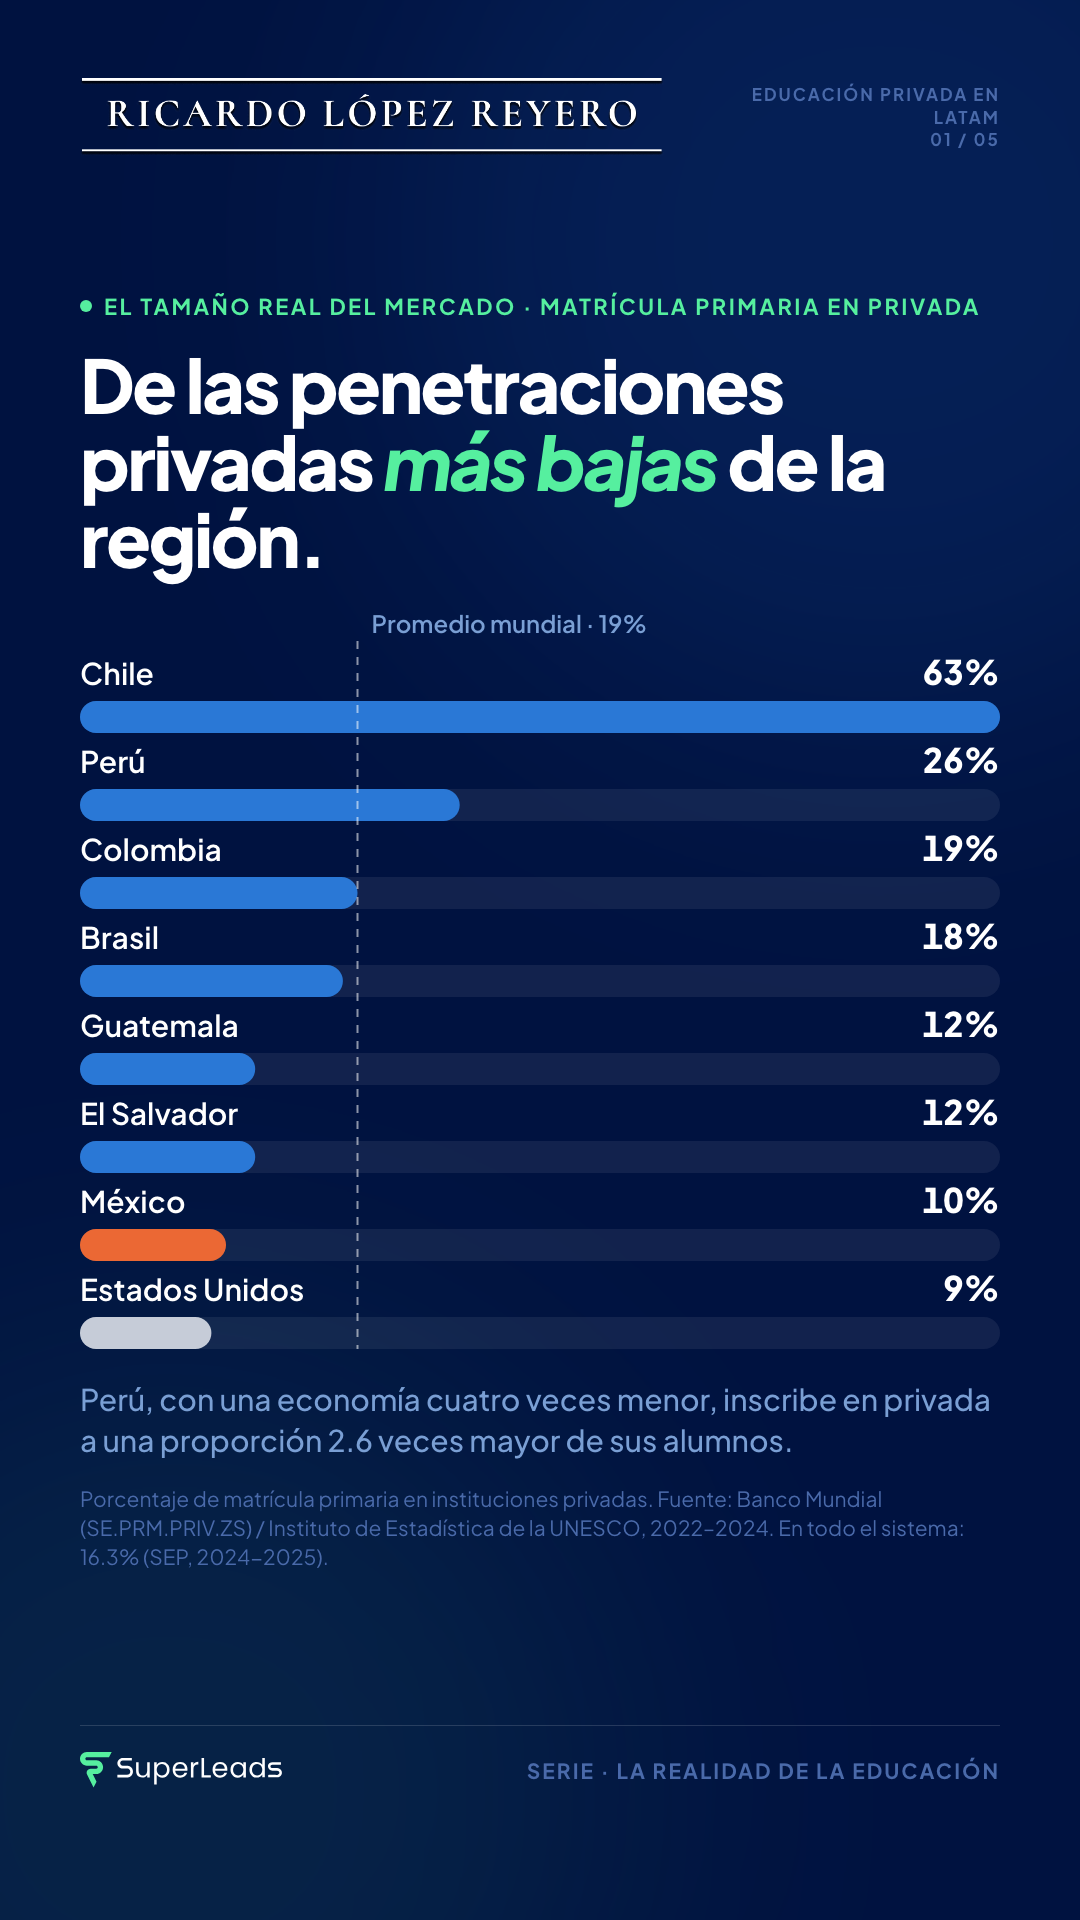 RICARDO LÓPEZ REYERO
EDUCACIÓN PRIVADA EN
LATAM
01 / 05
EL TAMAÑO REAL DEL MERCADO · MATRÍCULA PRIMARIA EN PRIVADA
De las penetraciones
privadas más bajas de la
región.
Promedio mundial · 19%
Chile 63%
Perú 26%
Colombia 19%
Brasil 18%
Guatemala 12%
El Salvador 12%
México 10%
Estados Unidos 9%
Perú, con una economía cuatro veces menor, inscribe en privada
a una proporción 2.6 veces mayor de sus alumnos.
Porcentaje de matrícula primaria en instituciones privadas. Fuente: Banco Mundial
(SE.PRM.PRIV.ZS) / Instituto de Estadística de la UNESCO, 2022–2024. En todo el sistema:
16.3% (SEP, 2024–2025).
SuperLeads
SERIE · LA REALIDAD DE LA EDUCACIÓN